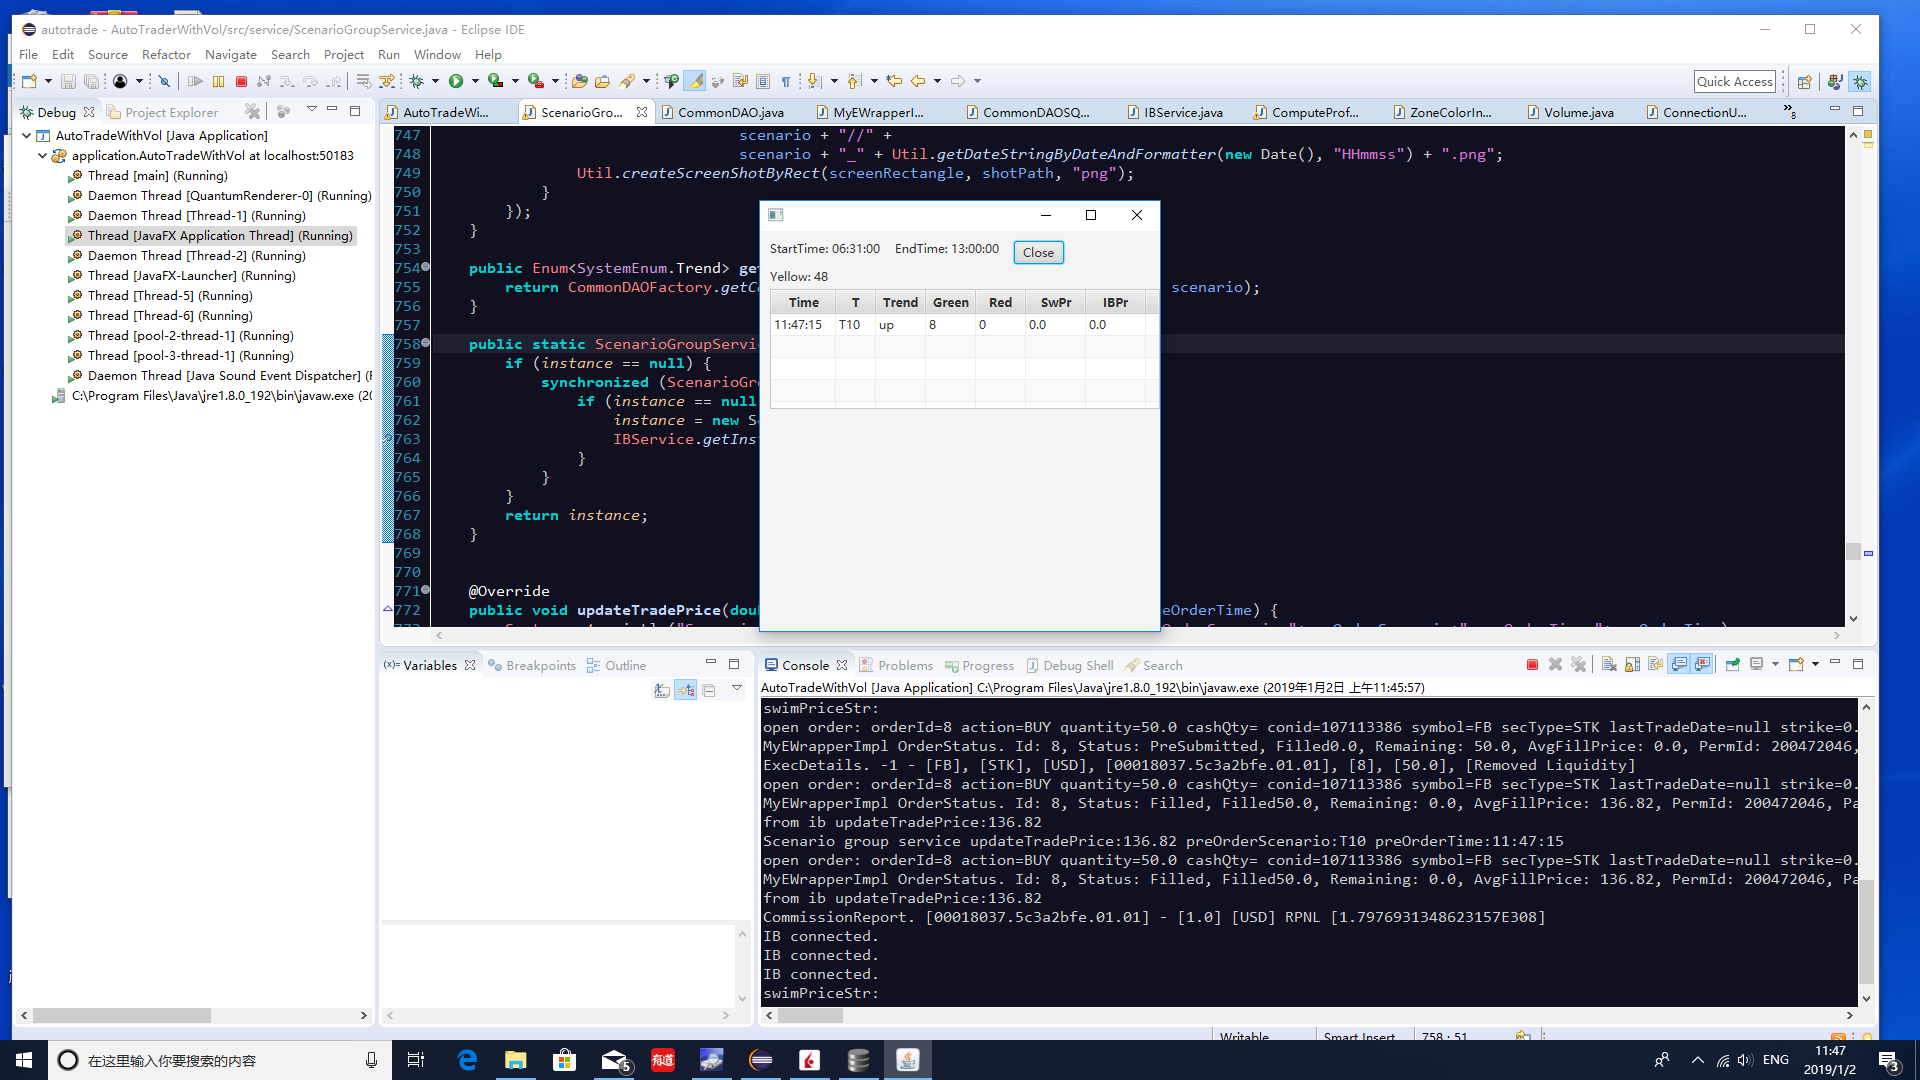 autotrade - AutoTraderWithVol/src/service/ScenarioGroupService.java - Eclipse IDE
File Edit Source Refactor Navigate Search Project Run Window Help
Quick Access
Debug Project Explorer
AutoTradeWithVol [Java Application]
application.AutoTradeWithVol at localhost:50183
Thread [main] (Running)
Daemon Thread [QuantumRenderer-0] (Running)
Daemon Thread [Thread-1] (Running)
Thread [JavaFX Application Thread] (Running)
Daemon Thread [Thread-2] (Running)
Thread [JavaFX-Launcher] (Running)
Thread [Thread-5] (Running)
Thread [Thread-6] (Running)
Thread [pool-2-thread-1] (Running)
Thread [pool-3-thread-1] (Running)
Daemon Thread [Java Sound Event Dispatcher] (R
C:\Program Files\Java\jre1.8.0_192\bin\javaw.exe (20
AutoTradeWi... ScenarioGro... CommonDAO.java MyEWrapperI... CommonDAOSQ... IBService.java ComputeProf... ZoneColorIn... Volume.java ConnectionU... »8
747 scenario + "//" +
748 scenario + "_" + Util.getDateStringByDateAndFormatter(new Date(), "HHmmss") + ".png";
749 Util.createScreenShotByRect(screenRectangle, shotPath, "png");
750 }
751 });
752 }
753
754 public Enum<SystemEnum.Trend> get
755 return CommonDAOFactory.getCo scenario);
756 }
757
758 public static ScenarioGroupServi
759 if (instance == null) {
760 synchronized (ScenarioGro
761 if (instance == null
762 instance = new S
763 IBService.getInst
764 }
765 }
766 }
767 return instance;
768 }
769
770
771 @Override
772 public void updateTradePrice(doub eOrderTime) {
StartTime: 06:31:00 EndTime: 13:00:00 Close
Yellow: 48
Time T Trend Green Red SwPr IBPr
11:47:15 T10 up 8 0 0.0 0.0
Variables Breakpoints Outline
Console Problems Progress Debug Shell Search
AutoTradeWithVol [Java Application] C:\Program Files\Java\jre1.8.0_192\bin\javaw.exe (2019年1月2日 上午11:45:57)
swimPriceStr:
open order: orderId=8 action=BUY quantity=50.0 cashQty= conid=107113386 symbol=FB secType=STK lastTradeDate=null strike=0.
MyEWrapperImpl OrderStatus. Id: 8, Status: PreSubmitted, Filled0.0, Remaining: 50.0, AvgFillPrice: 0.0, PermId: 200472046,
ExecDetails. -1 - [FB], [STK], [USD], [00018037.5c3a2bfe.01.01], [8], [50.0], [Removed Liquidity]
open order: orderId=8 action=BUY quantity=50.0 cashQty= conid=107113386 symbol=FB secType=STK lastTradeDate=null strike=0.
MyEWrapperImpl OrderStatus. Id: 8, Status: Filled, Filled50.0, Remaining: 0.0, AvgFillPrice: 136.82, PermId: 200472046, Pa
from ib updateTradePrice:136.82
Scenario group service updateTradePrice:136.82 preOrderScenario:T10 preOrderTime:11:47:15
open order: orderId=8 action=BUY quantity=50.0 cashQty= conid=107113386 symbol=FB secType=STK lastTradeDate=null strike=0.
MyEWrapperImpl OrderStatus. Id: 8, Status: Filled, Filled50.0, Remaining: 0.0, AvgFillPrice: 136.82, PermId: 200472046, Pa
from ib updateTradePrice:136.82
CommissionReport. [00018037.5c3a2bfe.01.01] - [1.0] [USD] RPNL [1.7976931348623157E308]
IB connected.
IB connected.
IB connected.
swimPriceStr:
Writable Smart Insert 758 : 51
在这里输入你要搜索的内容
5
有道
ENG
11:47
2019/1/2
3